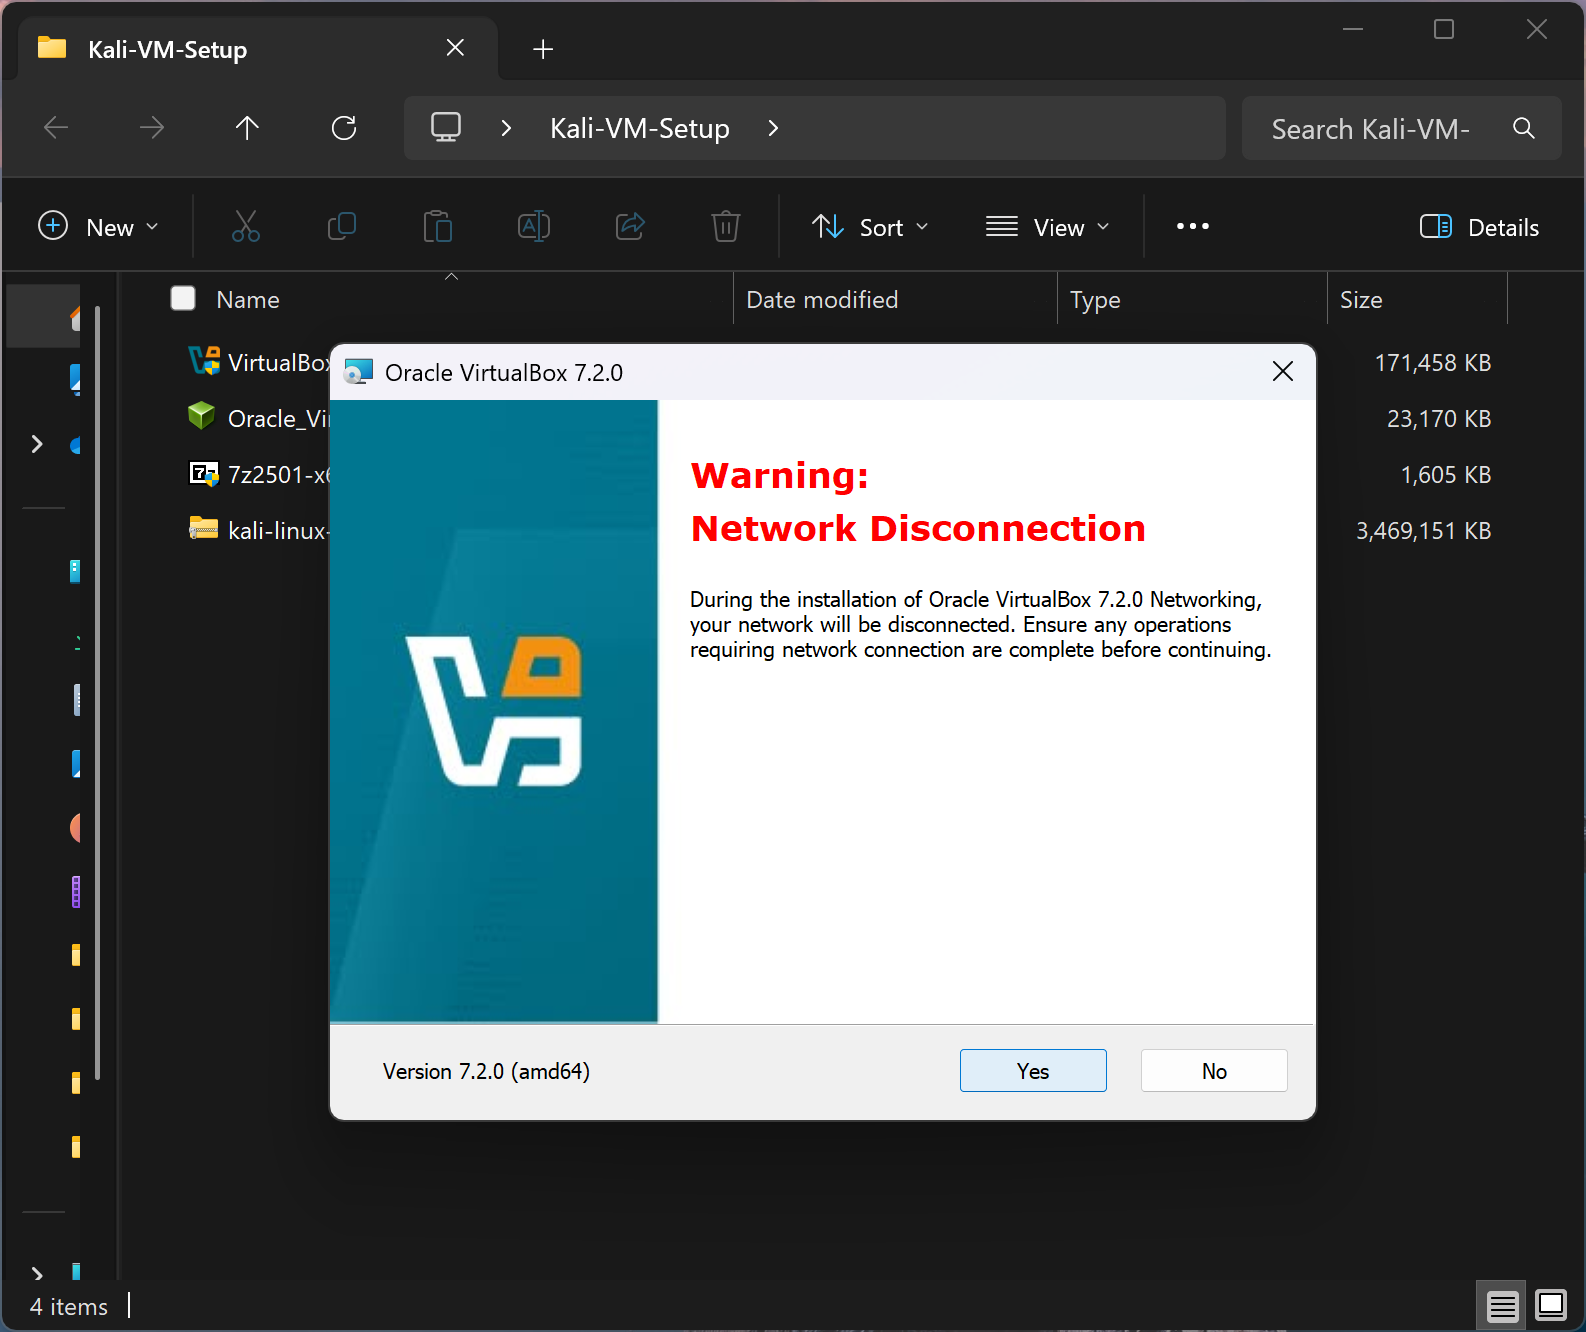 Kali-VM-Setup
Kali-VM-Setup
Search Kali-VM-
New
Sort
View
Details
Name
Date modified
Type
Size
VirtualBox
171,458 KB
Oracle_Vi
23,170 KB
7z2501-x6
1,605 KB
kali-linux-
3,469,151 KB
Oracle VirtualBox 7.2.0
Warning:
Network Disconnection
During the installation of Oracle VirtualBox 7.2.0 Networking,
your network will be disconnected. Ensure any operations
requiring network connection are complete before continuing.
Version 7.2.0 (amd64)
Yes
No
4 items